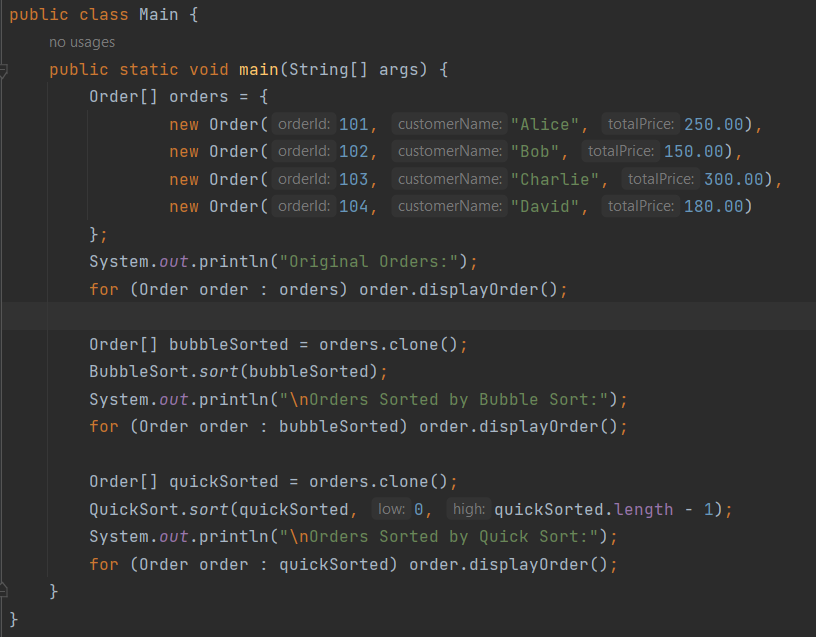 public class Main {
no usages
public static void main(String[] args) {
Order[] orders = {
new Order( orderId: 101, customerName: "Alice", totalPrice: 250.00),
new Order( orderId: 102, customerName: "Bob", totalPrice: 150.00),
new Order( orderId: 103, customerName: "Charlie", totalPrice: 300.00),
new Order( orderId: 104, customerName: "David", totalPrice: 180.00)
};
System.out.println("Original Orders:");
for (Order order : orders) order.displayOrder();
Order[] bubbleSorted = orders.clone();
BubbleSort.sort(bubbleSorted);
System.out.println("\nOrders Sorted by Bubble Sort:");
for (Order order : bubbleSorted) order.displayOrder();
Order[] quickSorted = orders.clone();
QuickSort.sort(quickSorted, low: 0, high: quickSorted.length - 1);
System.out.println("\nOrders Sorted by Quick Sort:");
for (Order order : quickSorted) order.displayOrder();
}
}